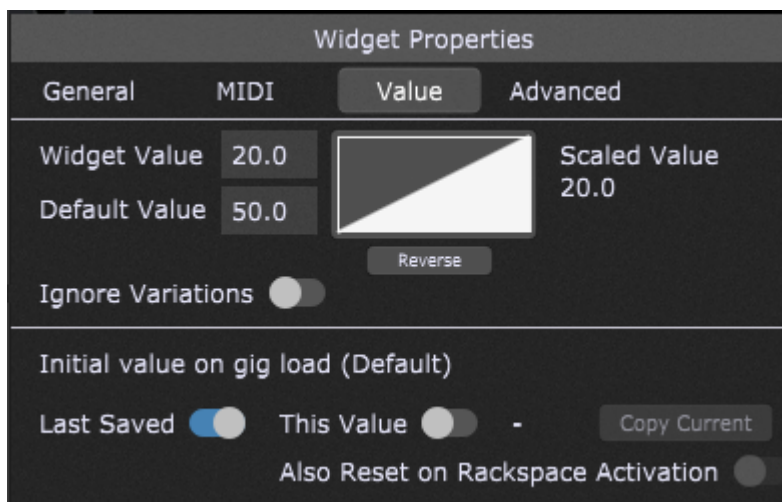 Widget Properties
General MIDI Value Advanced
Widget Value 20.0 Scaled Value
20.0
Default Value 50.0
Reverse
Ignore Variations
Initial value on gig load (Default)
Last Saved This Value - Copy Current
Also Reset on Rackspace Activation